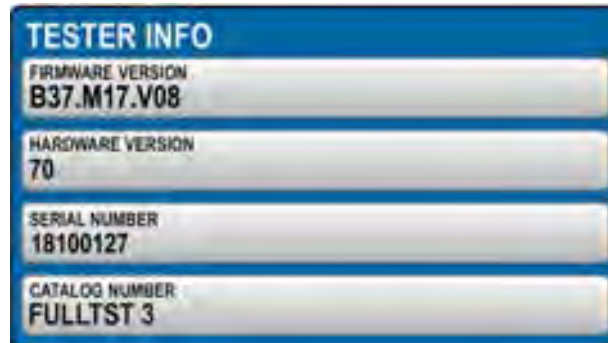 TESTER INFO
FIRMWARE VERSION
B37.M17.V08
HARDWARE VERSION
70
SERIAL NUMBER
18100127
CATALOG NUMBER
FULLTST 3